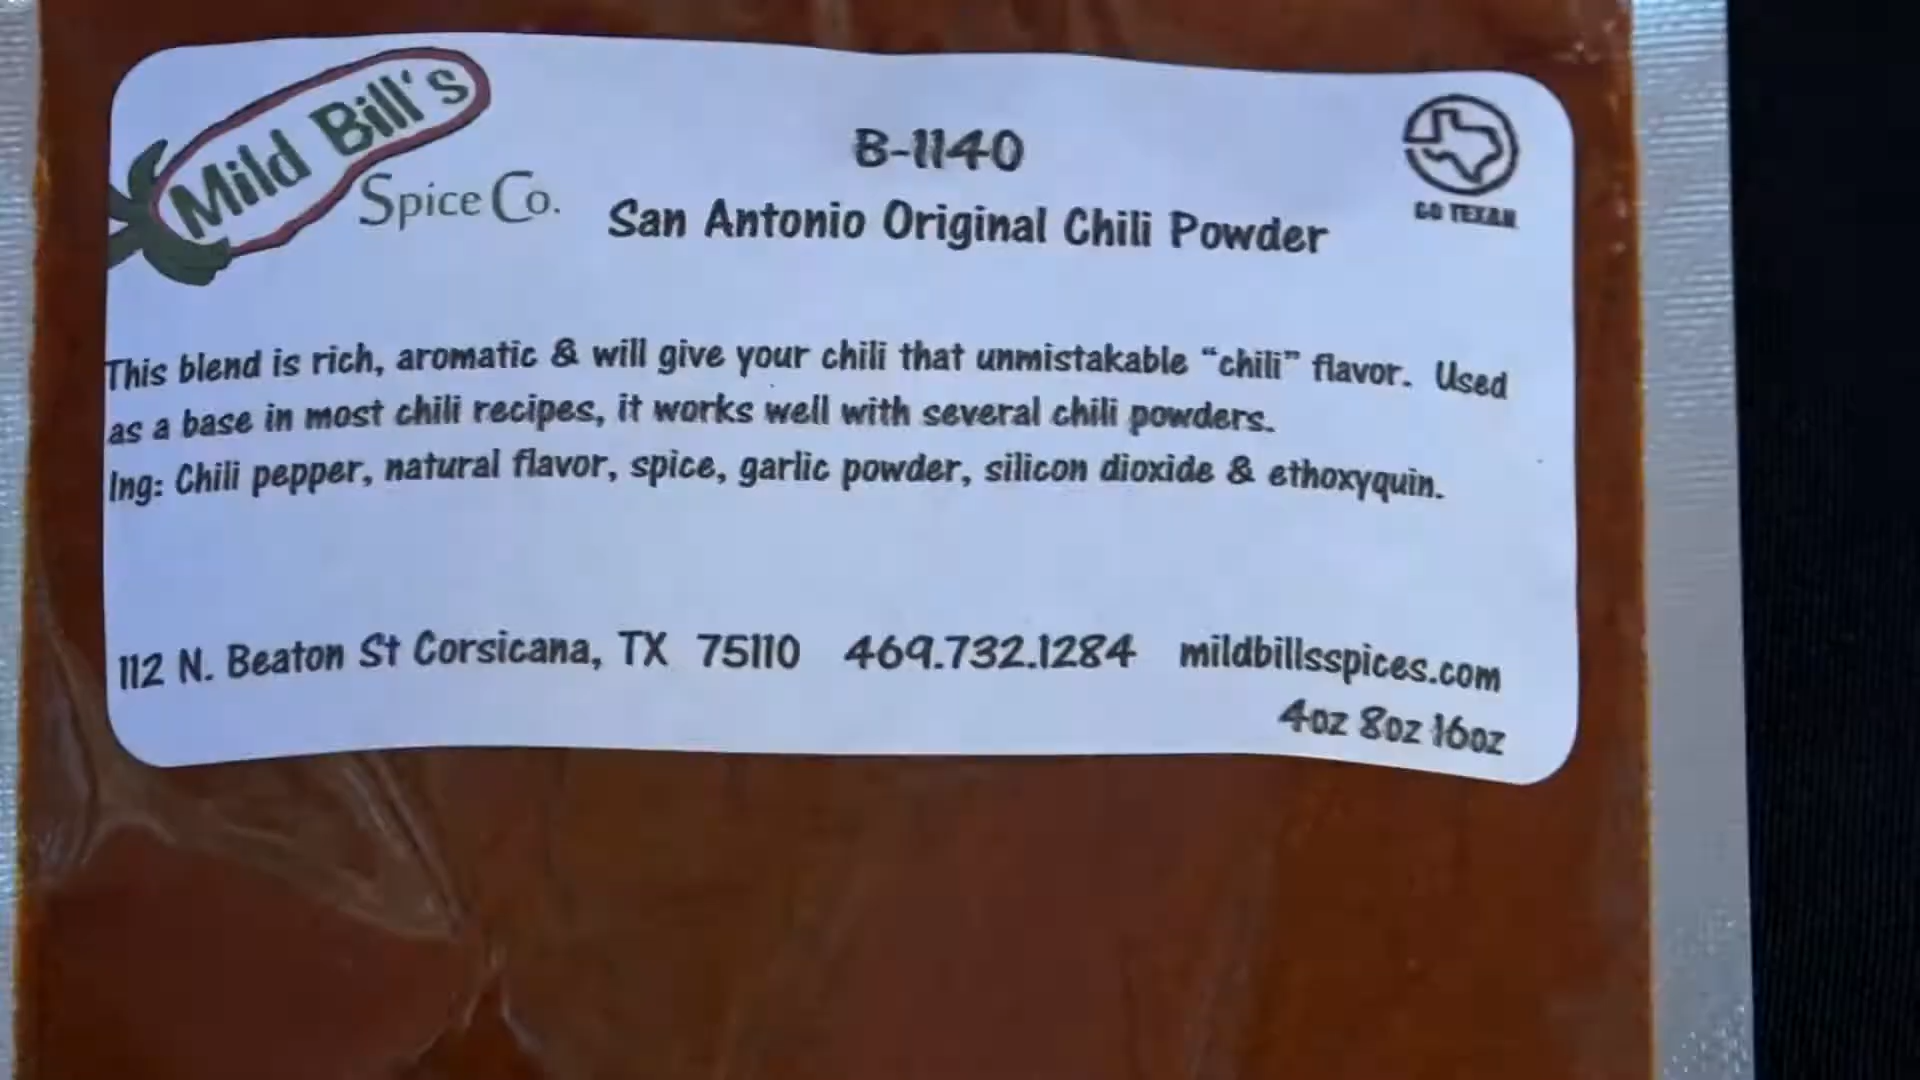 Mild Bill's
Spice Co.
B-1140
San Antonio Original Chili Powder
GO TEXAN
This blend is rich, aromatic & will give your chili that unmistakable “chili” flavor. Used
as a base in most chili recipes, it works well with several chili powders.
Ing: Chili pepper, natural flavor, spice, garlic powder, silicon dioxide & ethoxyquin.
112 N. Beaton St Corsicana, TX 75110 469.732.1284 mildbillsspices.com
4oz 8oz 16oz